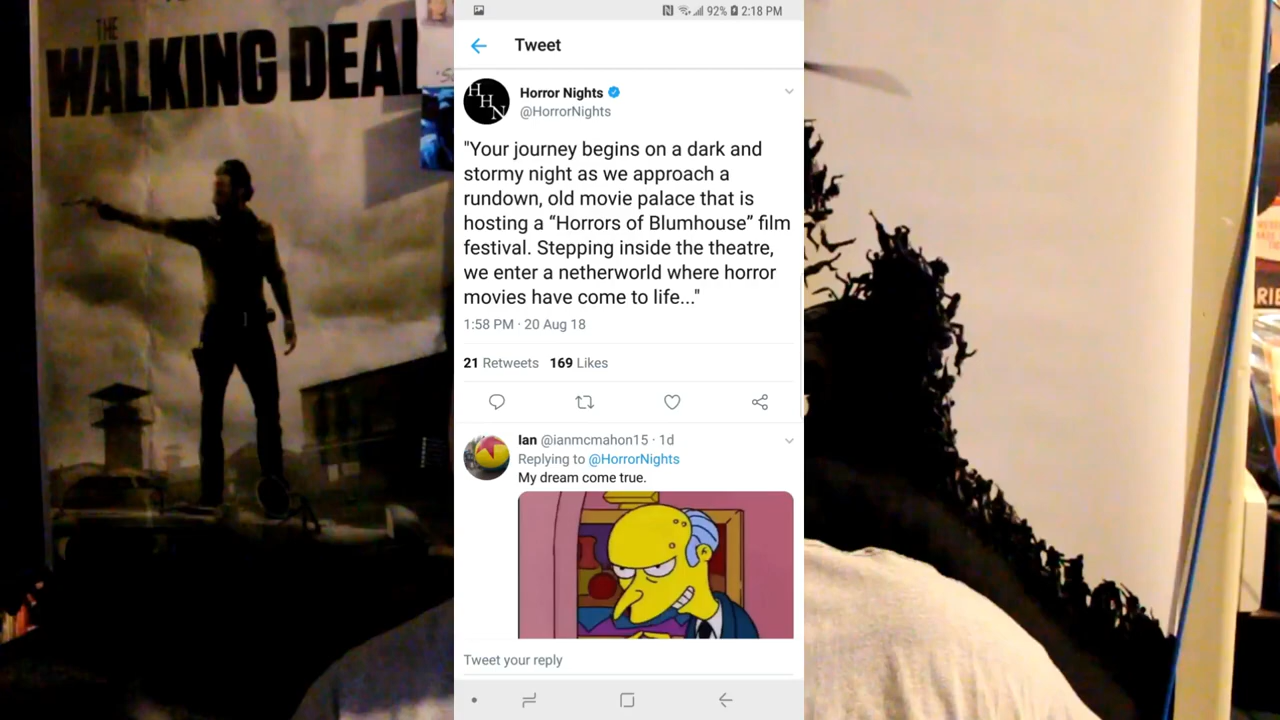 THE
WALKING DEAD
92% 2:18 PM
Tweet
HHN
Horror Nights
@HorrorNights
"Your journey begins on a dark and
stormy night as we approach a
rundown, old movie palace that is
hosting a “Horrors of Blumhouse” film
festival. Stepping inside the theatre,
we enter a netherworld where horror
movies have come to life..."
1:58 PM · 20 Aug 18
21 Retweets 169 Likes
Ian @ianmcmahon15 · 1d
Replying to @HorrorNights
My dream come true.
Tweet your reply